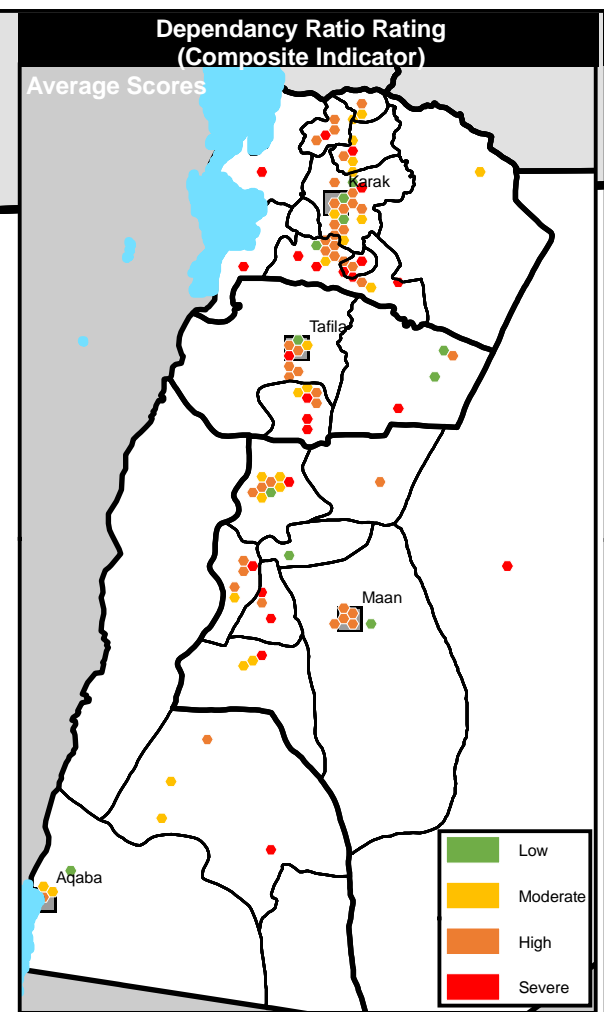 Dependancy Ratio Rating
(Composite Indicator)
Average Scores
Karak
Tafila
Maan
Aqaba
Low
Moderate
High
Severe